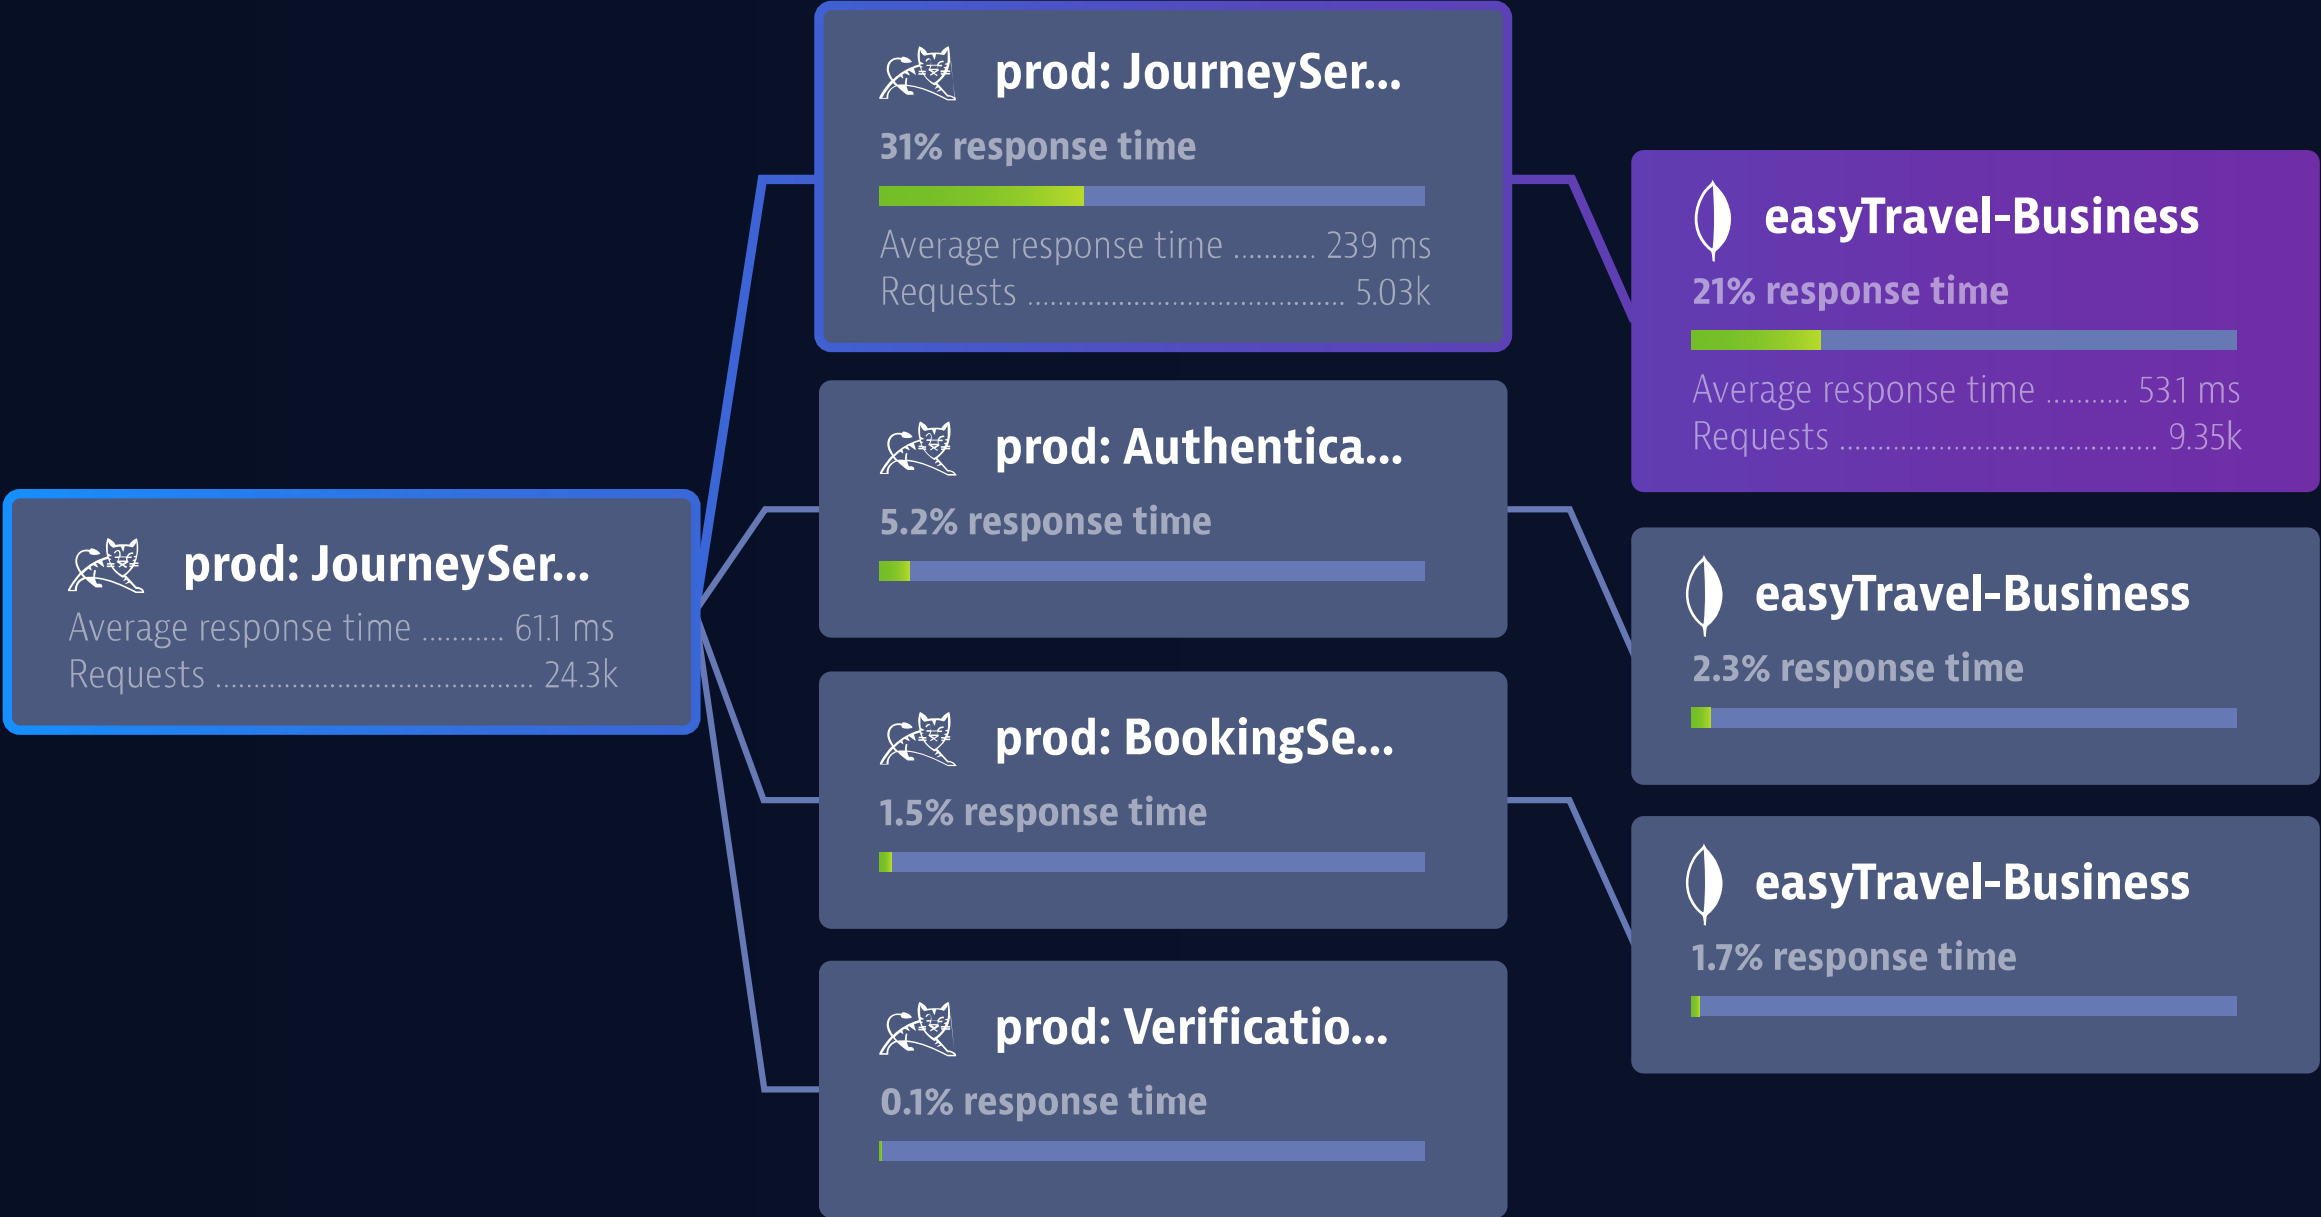 prod: JourneySer...
Average response time ........... 61.1 ms
Requests .......................................... 24.3k
prod: JourneySer...
31% response time
Average response time ........... 239 ms
Requests .......................................... 5.03k
prod: Authentica...
5.2% response time
prod: BookingSe...
1.5% response time
prod: Verificatio...
0.1% response time
easyTravel-Business
21% response time
Average response time ........... 53.1 ms
Requests .......................................... 9.35k
easyTravel-Business
2.3% response time
easyTravel-Business
1.7% response time